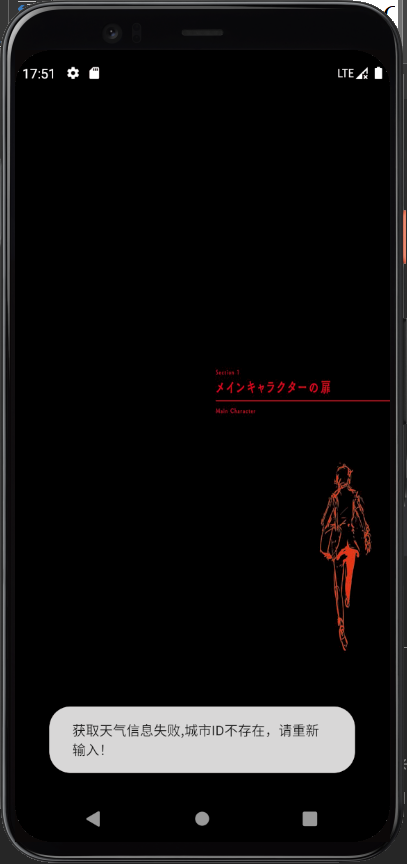 17:51
LTE
Section 1
メインキャラクターの扉
Main Character
获取天气信息失败,城市ID不存在，请重新
输入！